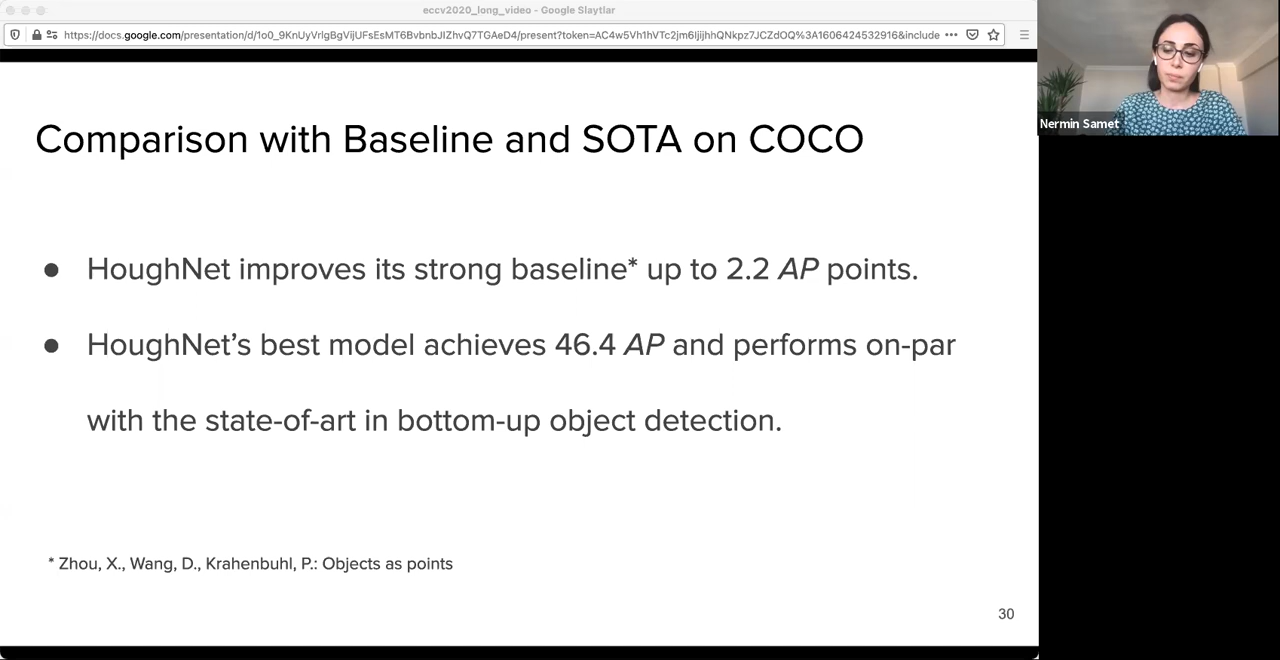 eccv2020_long_video - Google Slaytlar
https://docs.google.com/presentation/d/1o0_9KnUyVrlgBgVijUFsEsMT6BvbnbJIZhvQ7TGAeD4/present?token=AC4w5Vh1hVTc2jm6IjijhhQNkpz7JCZdOQ%3A1606424532916&include
Nermin Samet
Comparison with Baseline and SOTA on COCO
● HoughNet improves its strong baseline* up to 2.2 AP points.
● HoughNet’s best model achieves 46.4 AP and performs on-par
with the state-of-art in bottom-up object detection.
* Zhou, X., Wang, D., Krahenbuhl, P.: Objects as points
30